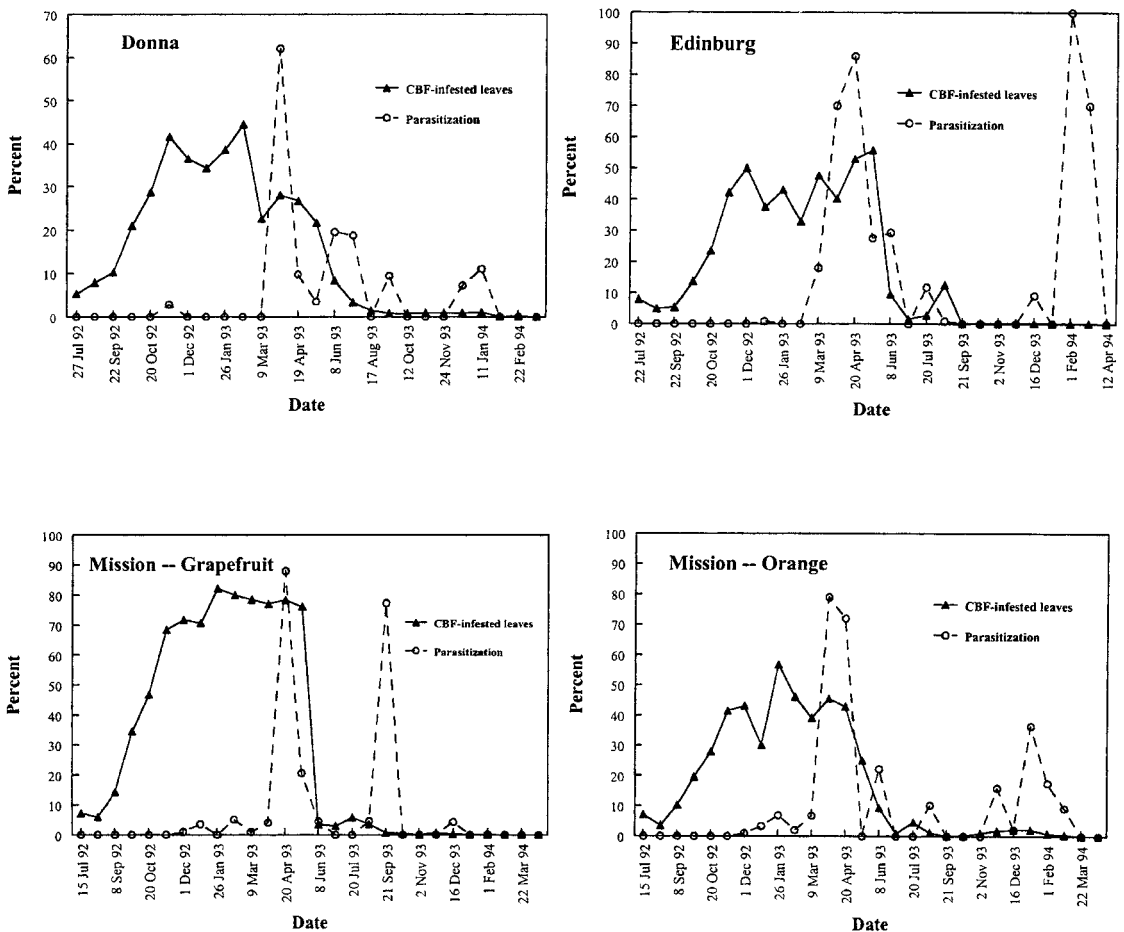 Donna
CBF-infested leaves
Parasitization
Percent
70
60
50
40
30
20
10
0
27 Jul 92
22 Sep 92
20 Oct 92
1 Dec 92
26 Jan 93
9 Mar 93
19 Apr 93
8 Jun 93
17 Aug 93
12 Oct 93
24 Nov 93
11 Jan 94
22 Feb 94
Date
Edinburg
CBF-infested leaves
Parasitization
Percent
100
90
80
70
60
50
40
30
20
10
0
22 Jul 92
22 Sep 92
20 Oct 92
1 Dec 92
26 Jan 93
9 Mar 93
20 Apr 93
8 Jun 93
20 Jul 93
21 Sep 93
2 Nov 93
16 Dec 93
1 Feb 94
12 Apr 94
Date
Mission -- Grapefruit
CBF-infested leaves
Parasitization
Percent
100
90
80
70
60
50
40
30
20
10
0
15 Jul 92
8 Sep 92
20 Oct 92
1 Dec 92
26 Jan 93
9 Mar 93
20 Apr 93
8 Jun 93
20 Jul 93
21 Sep 93
2 Nov 93
16 Dec 93
1 Feb 94
22 Mar 94
Date
Mission -- Orange
CBF-infested leaves
Parasitization
Percent
100
90
80
70
60
50
40
30
20
10
0
15 Jul 92
8 Sep 92
20 Oct 92
1 Dec 92
26 Jan 93
9 Mar 93
20 Apr 93
8 Jun 93
20 Jul 93
21 Sep 93
2 Nov 93
16 Dec 93
1 Feb 94
22 Mar 94
Date